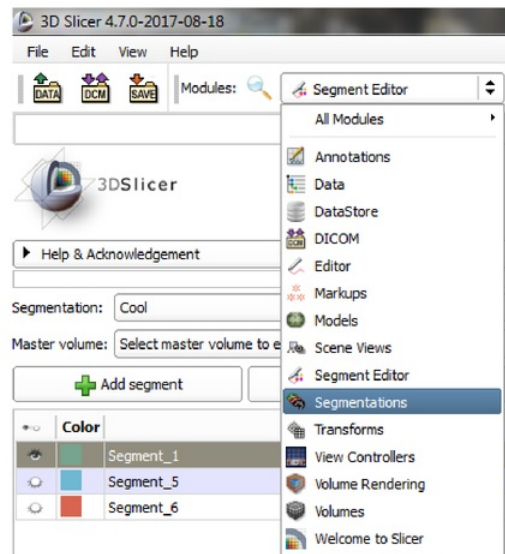 3D Slicer 4.7.0-2017-08-18
File Edit View Help
DATA DCM SAVE Modules: Segment Editor
All Modules
Annotations
3DSlicer
Data
DataStore
DCM DICOM
Help & Acknowledgement
Editor
Markups
Segmentation: Cool
Models
Master volume: Select master volume to e
Scene Views
Add segment
Segment Editor
Segmentations
Color
Transforms
Segment_1
View Controllers
Segment_5
Volume Rendering
Segment_6
Volumes
Welcome to Slicer